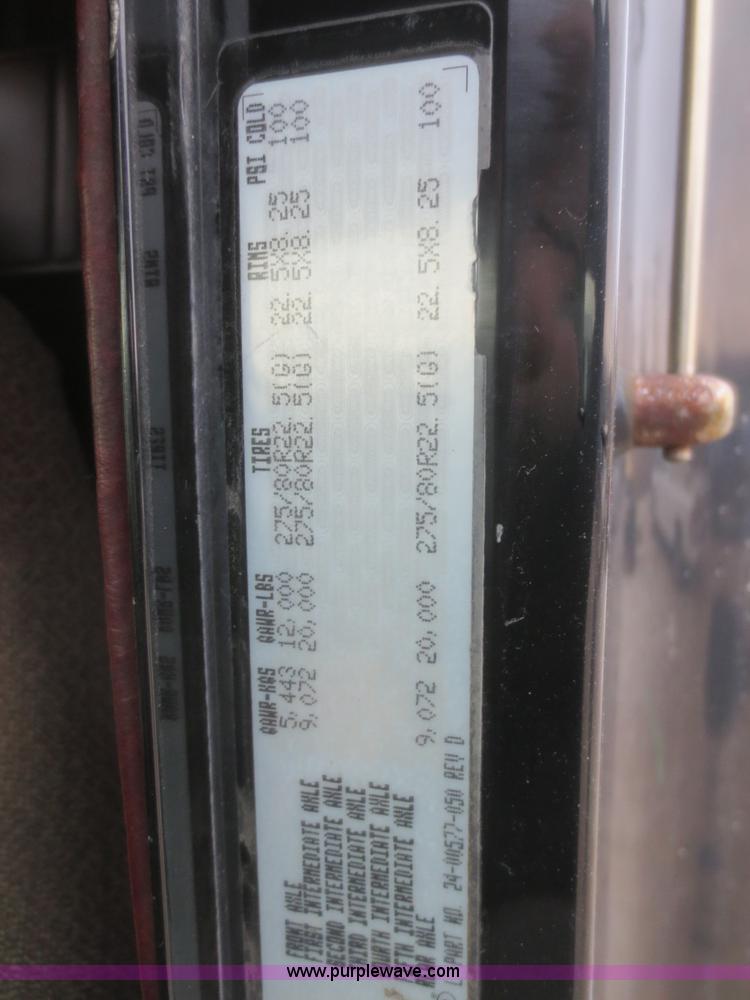 GAWR-KGS GAWR-LBS TIRES RIMS PSI COLD
FRONT AXLE 5,443 12,000 275/80R22.5(G) 22.5X8.25 100
FIRST INTERMEDIATE AXLE 9,072 20,000 275/80R22.5(G) 22.5X8.25 100
SECOND INTERMEDIATE AXLE
THIRD INTERMEDIATE AXLE
FOURTH INTERMEDIATE AXLE
FIFTH INTERMEDIATE AXLE
REAR AXLE 9,072 20,000 275/80R22.5(G) 22.5X8.25 100
PART NO. 24-00577-050 REV D
www.purplewave.com